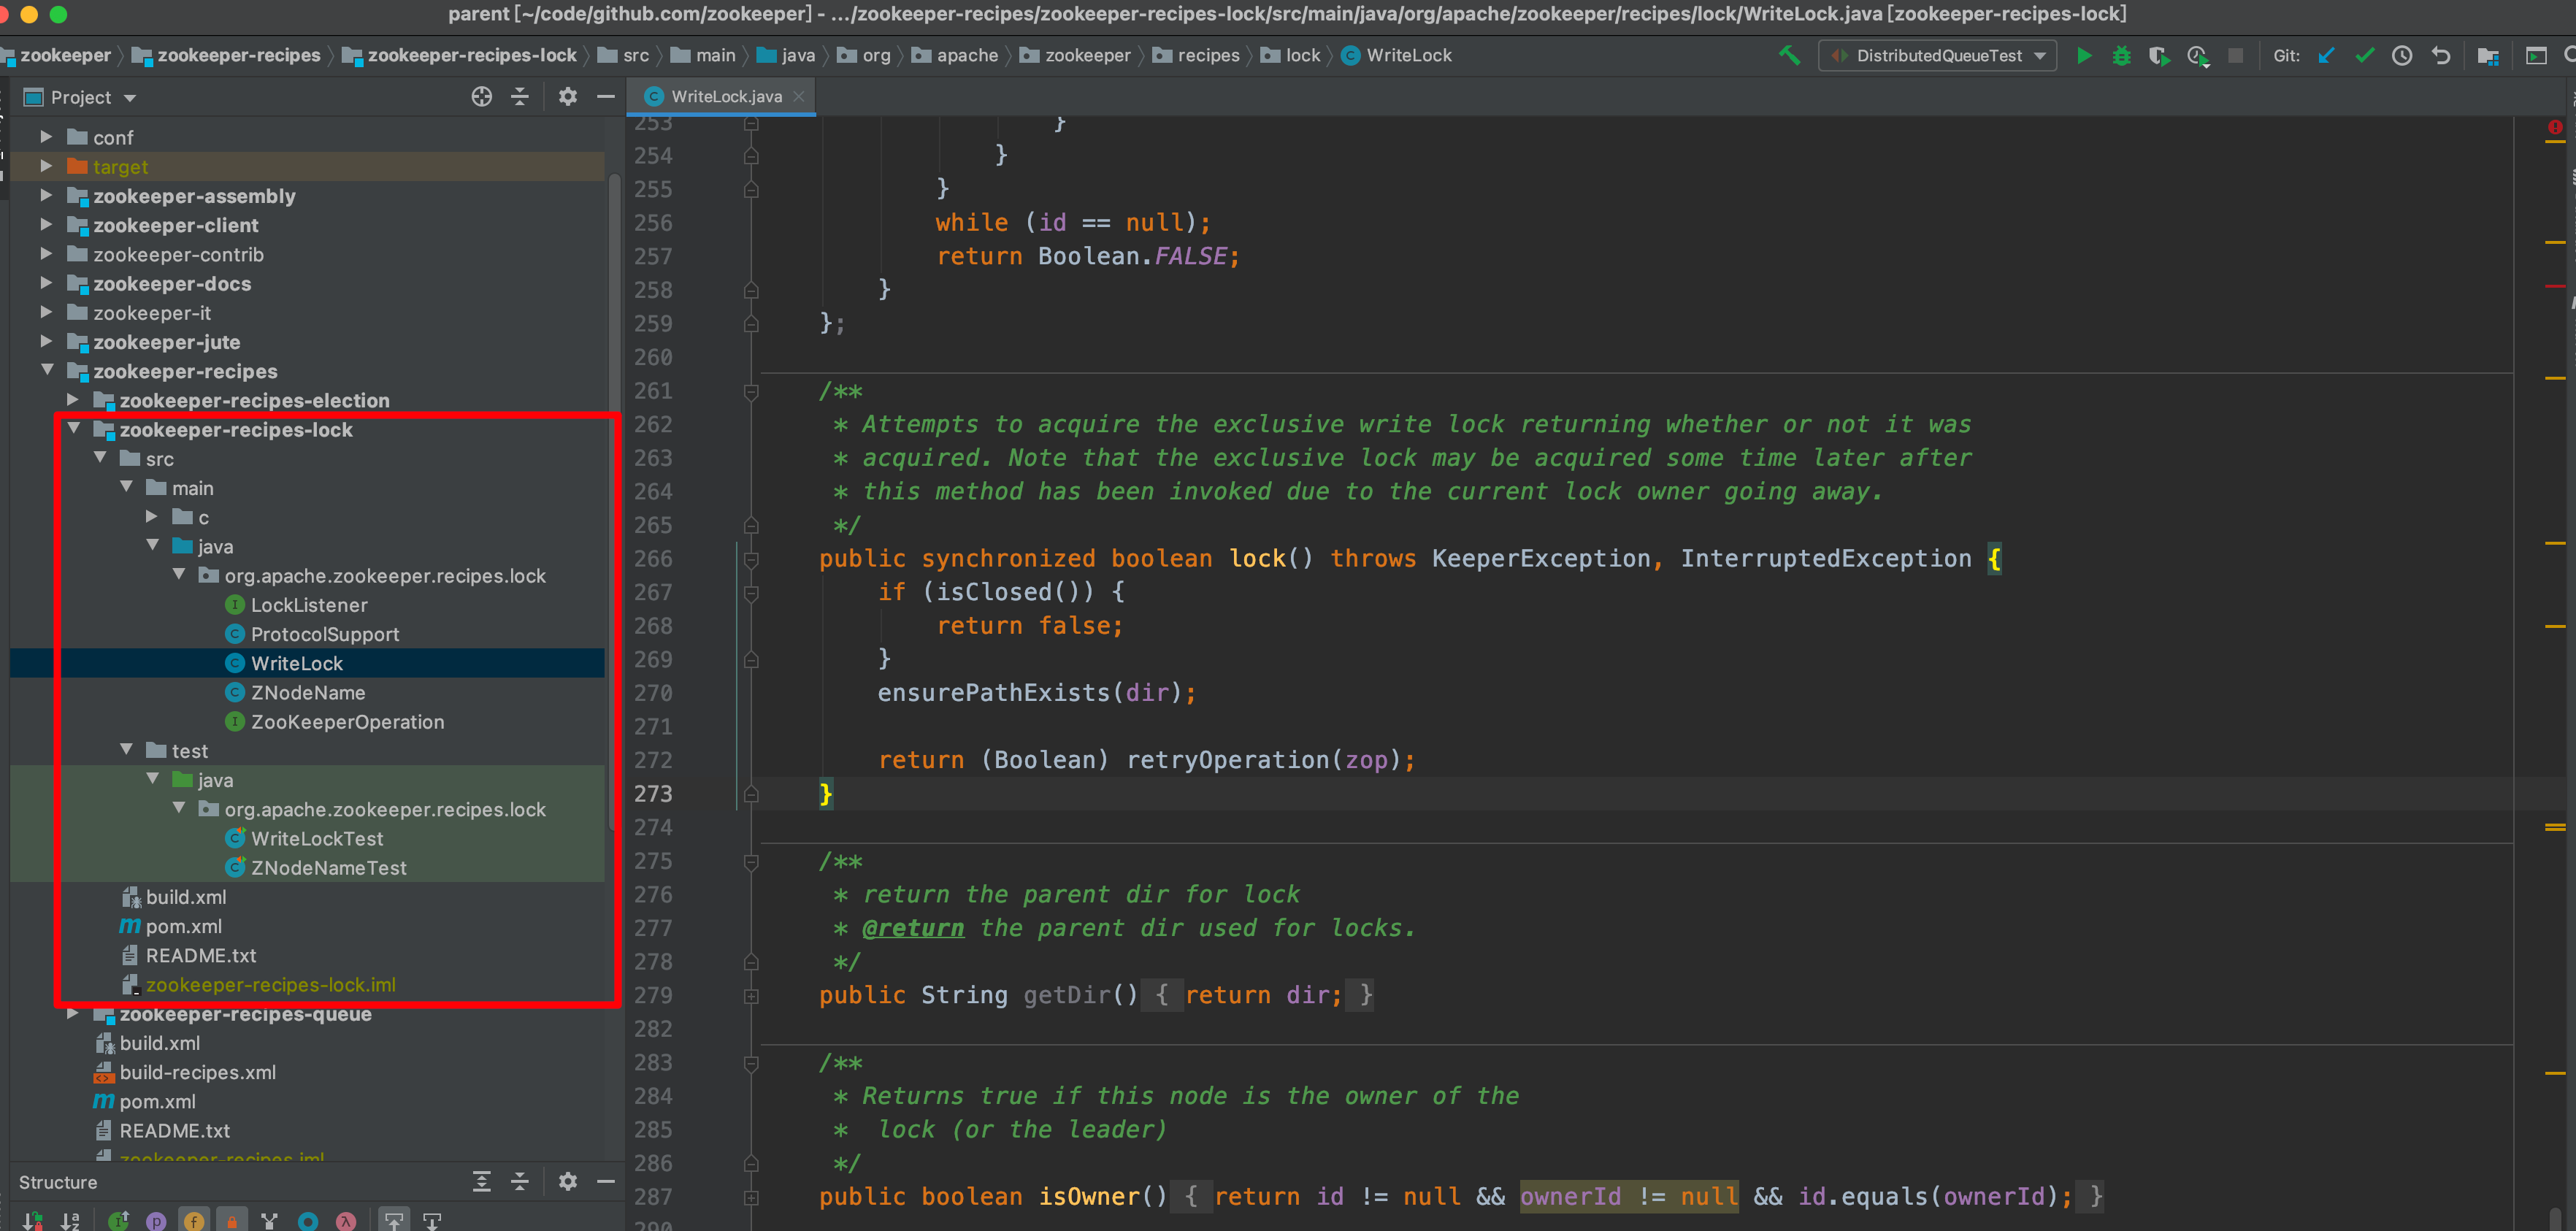 parent [~/code/github.com/zookeeper] - .../zookeeper-recipes/zookeeper-recipes-lock/src/main/java/org/apache/zookeeper/recipes/lock/WriteLock.java [zookeeper-recipes-lock]
zookeeper zookeeper-recipes zookeeper-recipes-lock src main java org apache zookeeper recipes lock WriteLock DistributedQueueTest Git:
Project
WriteLock.java
conf
target
zookeeper-assembly
zookeeper-client
zookeeper-contrib
zookeeper-docs
zookeeper-it
zookeeper-jute
zookeeper-recipes
zookeeper-recipes-election
zookeeper-recipes-lock
src
main
c
java
org.apache.zookeeper.recipes.lock
LockListener
ProtocolSupport
WriteLock
ZNodeName
ZooKeeperOperation
test
java
org.apache.zookeeper.recipes.lock
WriteLockTest
ZNodeNameTest
build.xml
pom.xml
README.txt
zookeeper-recipes-lock.iml
zookeeper-recipes-queue
build.xml
build-recipes.xml
pom.xml
README.txt
zookeeper-recipes.iml
Structure
253 }
254 }
255 }
256 while (id == null);
257 return Boolean.FALSE;
258 }
259 };
260
261 /**
262 * Attempts to acquire the exclusive write lock returning whether or not it was
263 * acquired. Note that the exclusive lock may be acquired some time later after
264 * this method has been invoked due to the current lock owner going away.
265 */
266 public synchronized boolean lock() throws KeeperException, InterruptedException {
267 if (isClosed()) {
268 return false;
269 }
270 ensurePathExists(dir);
271
272 return (Boolean) retryOperation(zop);
273 }
274
275 /**
276 * return the parent dir for lock
277 * @return the parent dir used for locks.
278 */
279 public String getDir() { return dir; }
282
283 /**
284 * Returns true if this node is the owner of the
285 *  lock (or the leader)
286 */
287 public boolean isOwner() { return id != null && ownerId != null && id.equals(ownerId); }
290